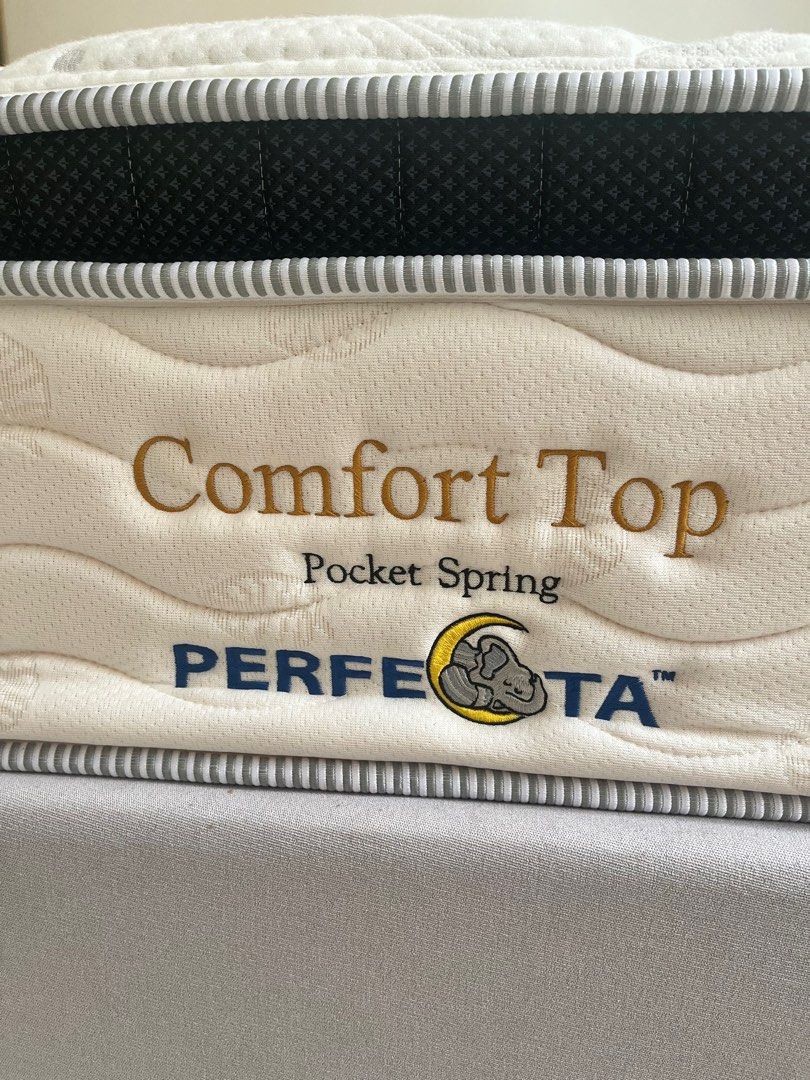 Comfort Top
Pocket Spring
PERFECTA™